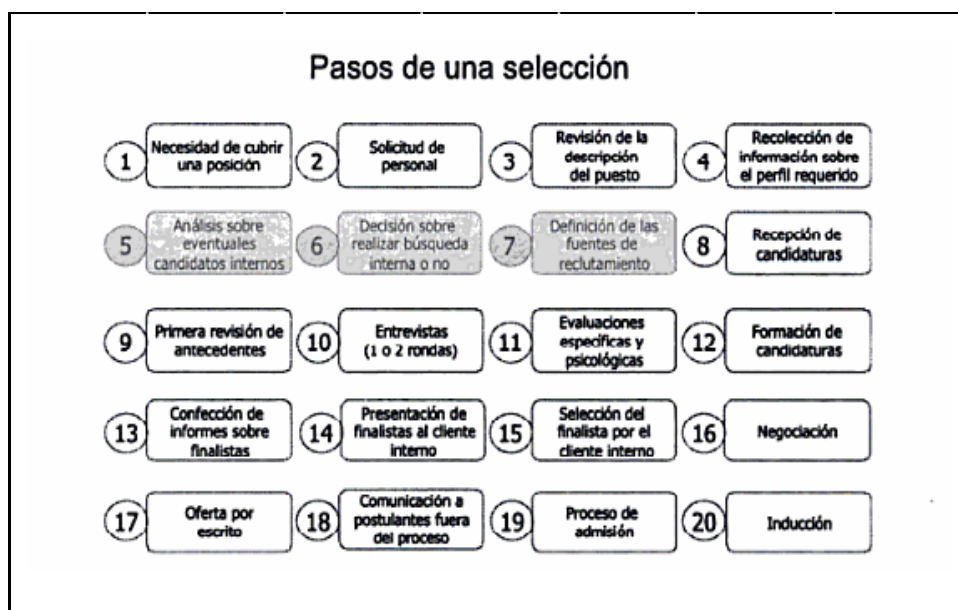 Pasos de una selección
1
Necesidad de cubrir
una posición
2
Solicitud de
personal
3
Revisión de la
descripción
del puesto
4
Recolección de
información sobre
el perfil requerido
5
Análisis sobre
eventuales
candidatos internos
6
Decisión sobre
realizar búsqueda
interna o no
7
Definición de las
fuentes de
reclutamiento
8
Recepción de
candidaturas
9
Primera revisión de
antecedentes
10
Entrevistas
(1 o 2 rondas)
11
Evaluaciones
específicas y
psicológicas
12
Formación de
candidaturas
13
Confección de
informes sobre
finalistas
14
Presentación de
finalistas al cliente
interno
15
Selección del
finalista por el
cliente interno
16
Negociación
17
Oferta por
escrito
18
Comunicación a
postulantes fuera
del proceso
19
Proceso de
admisión
20
Inducción